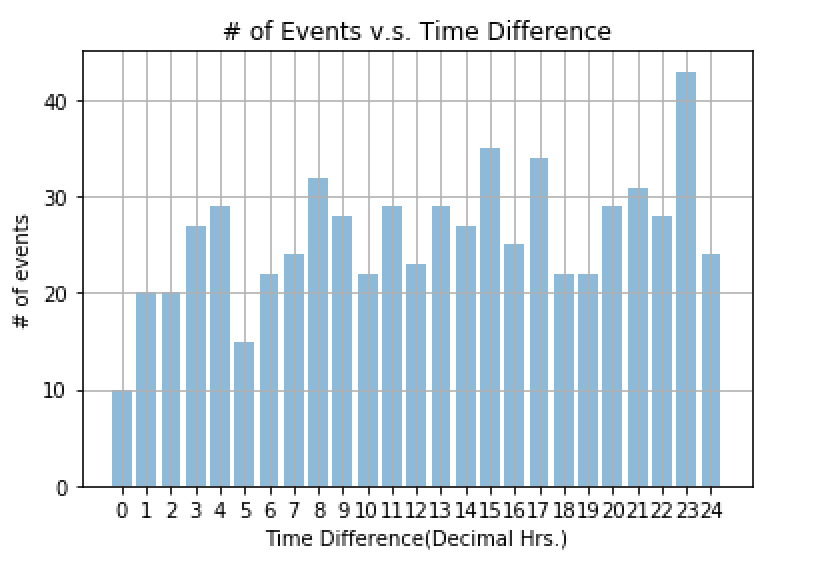 # of Events v.s. Time Difference
# of events
40
30
20
10
0
0 1 2 3 4 5 6 7 8 9 10 11 12 13 14 15 16 17 18 19 20 21 22 23 24
Time Difference(Decimal Hrs.)